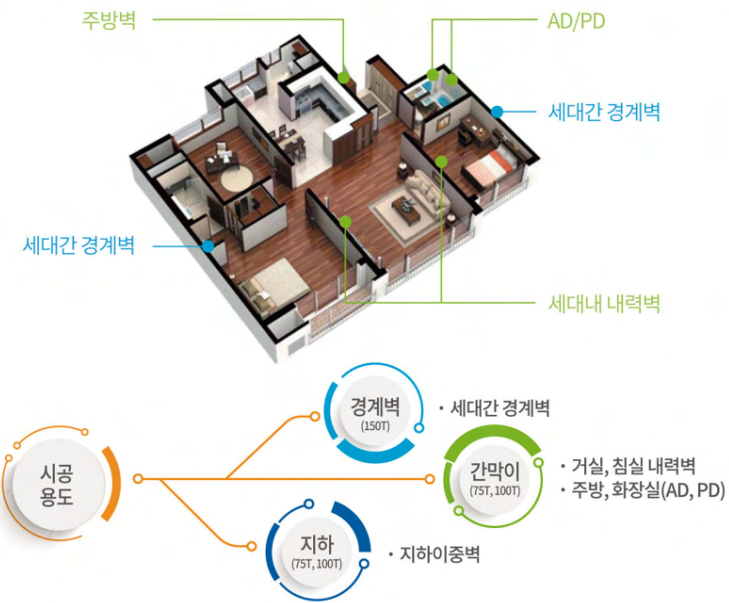 주방벽
AD/PD
세대간 경계벽
세대간 경계벽
세대내 내력벽
시공
용도
경계벽
(150T)
· 세대간 경계벽
간막이
(75T, 100T)
· 거실, 침실 내력벽
· 주방, 화장실(AD, PD)
지하
(75T, 100T)
· 지하이중벽